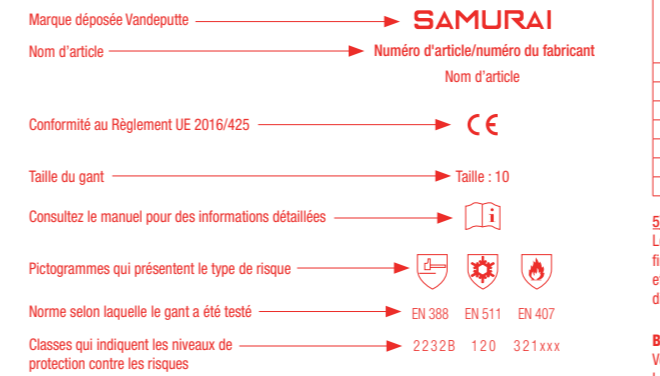 Marque déposée Vandeputte SAMURAI
Nom d'article Numéro d'article/numéro du fabricant
Nom d'article
Conformité au Règlement UE 2016/425 CE
Taille du gant Taille : 10
Consultez le manuel pour des informations détaillées i
Pictogrammes qui présentent le type de risque
Norme selon laquelle le gant a été testé EN 388 EN 511 EN 407
Classes qui indiquent les niveaux de 2232B 120 321xxx
protection contre les risques
5
B